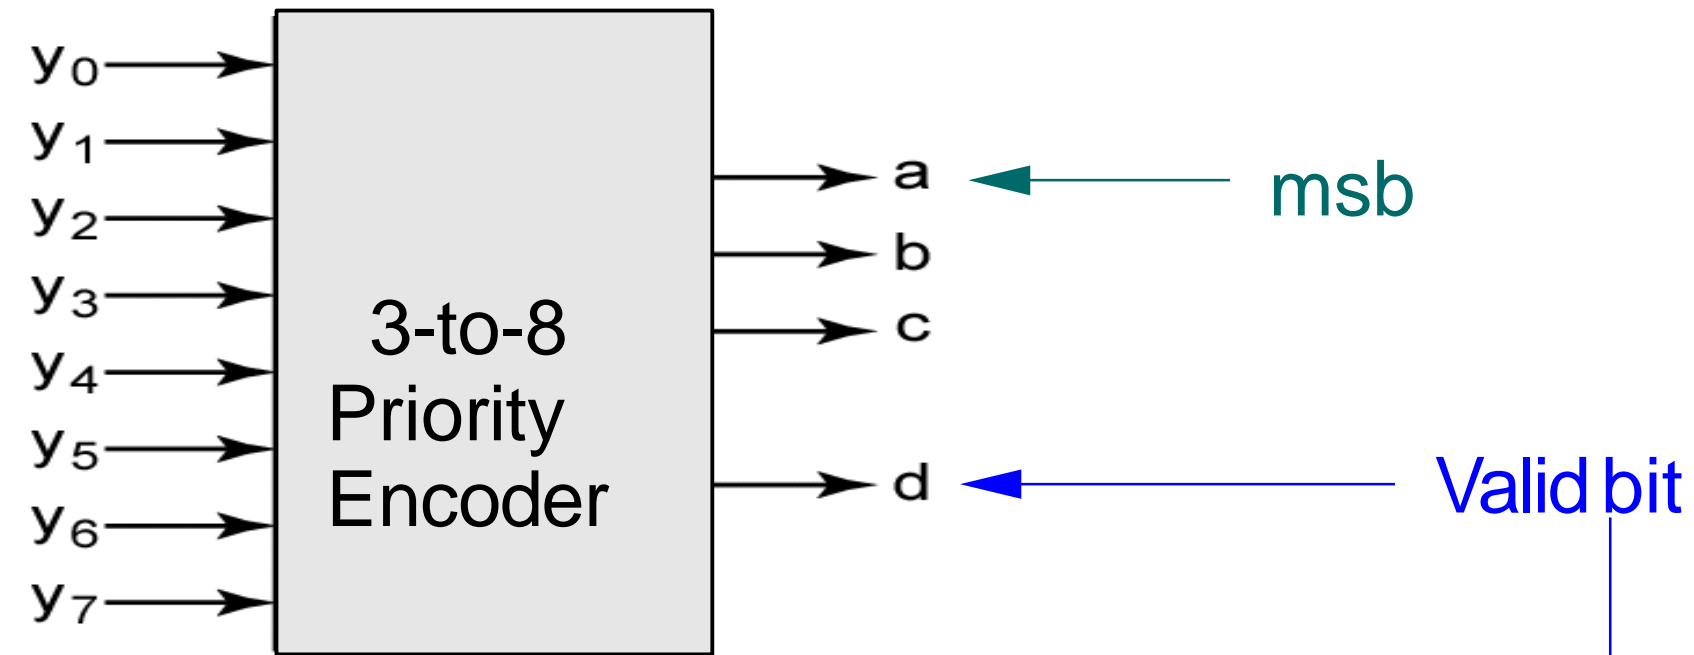 y0
y1
y2
y3
y4
y5
y6
y7
3-to-8
Priority
Encoder
a
b
c
d
msb
Valid bit